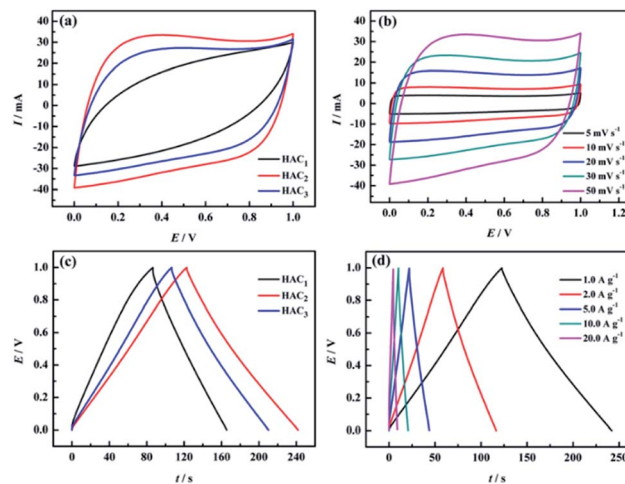 (a)
40
30
20
10
0
-10
-20
-30
-40
I / mA
HAC₁
HAC₂
HAC₃
0.0 0.2 0.4 0.6 0.8 1.0
E / V
(b)
40
30
20
10
0
-10
-20
-30
-40
I / mA
5 mV s⁻¹
10 mV s⁻¹
20 mV s⁻¹
30 mV s⁻¹
50 mV s⁻¹
0.0 0.2 0.4 0.6 0.8 1.0 1.2
E / V
(c)
1.0
0.8
0.6
0.4
0.2
0.0
E / V
HAC₁
HAC₂
HAC₃
0 40 80 120 160 200 240
t / s
(d)
1.0
0.8
0.6
0.4
0.2
0.0
E / V
1.0 A g⁻¹
2.0 A g⁻¹
5.0 A g⁻¹
10.0 A g⁻¹
20.0 A g⁻¹
0 50 100 150 200 250
t / s